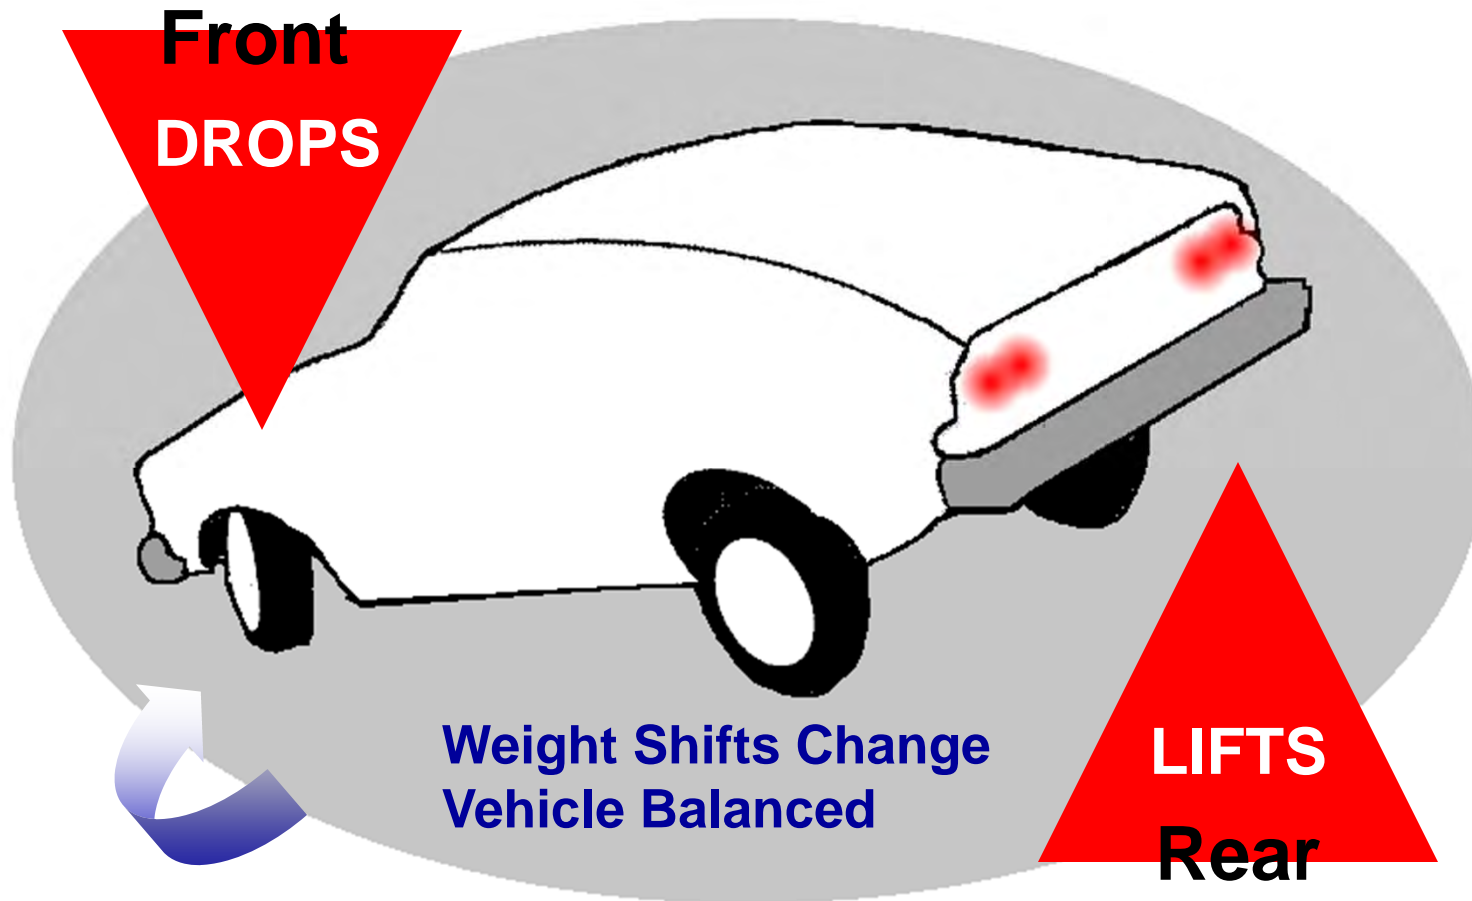 Front
DROPS
Weight Shifts Change
Vehicle Balanced
LIFTS
Rear